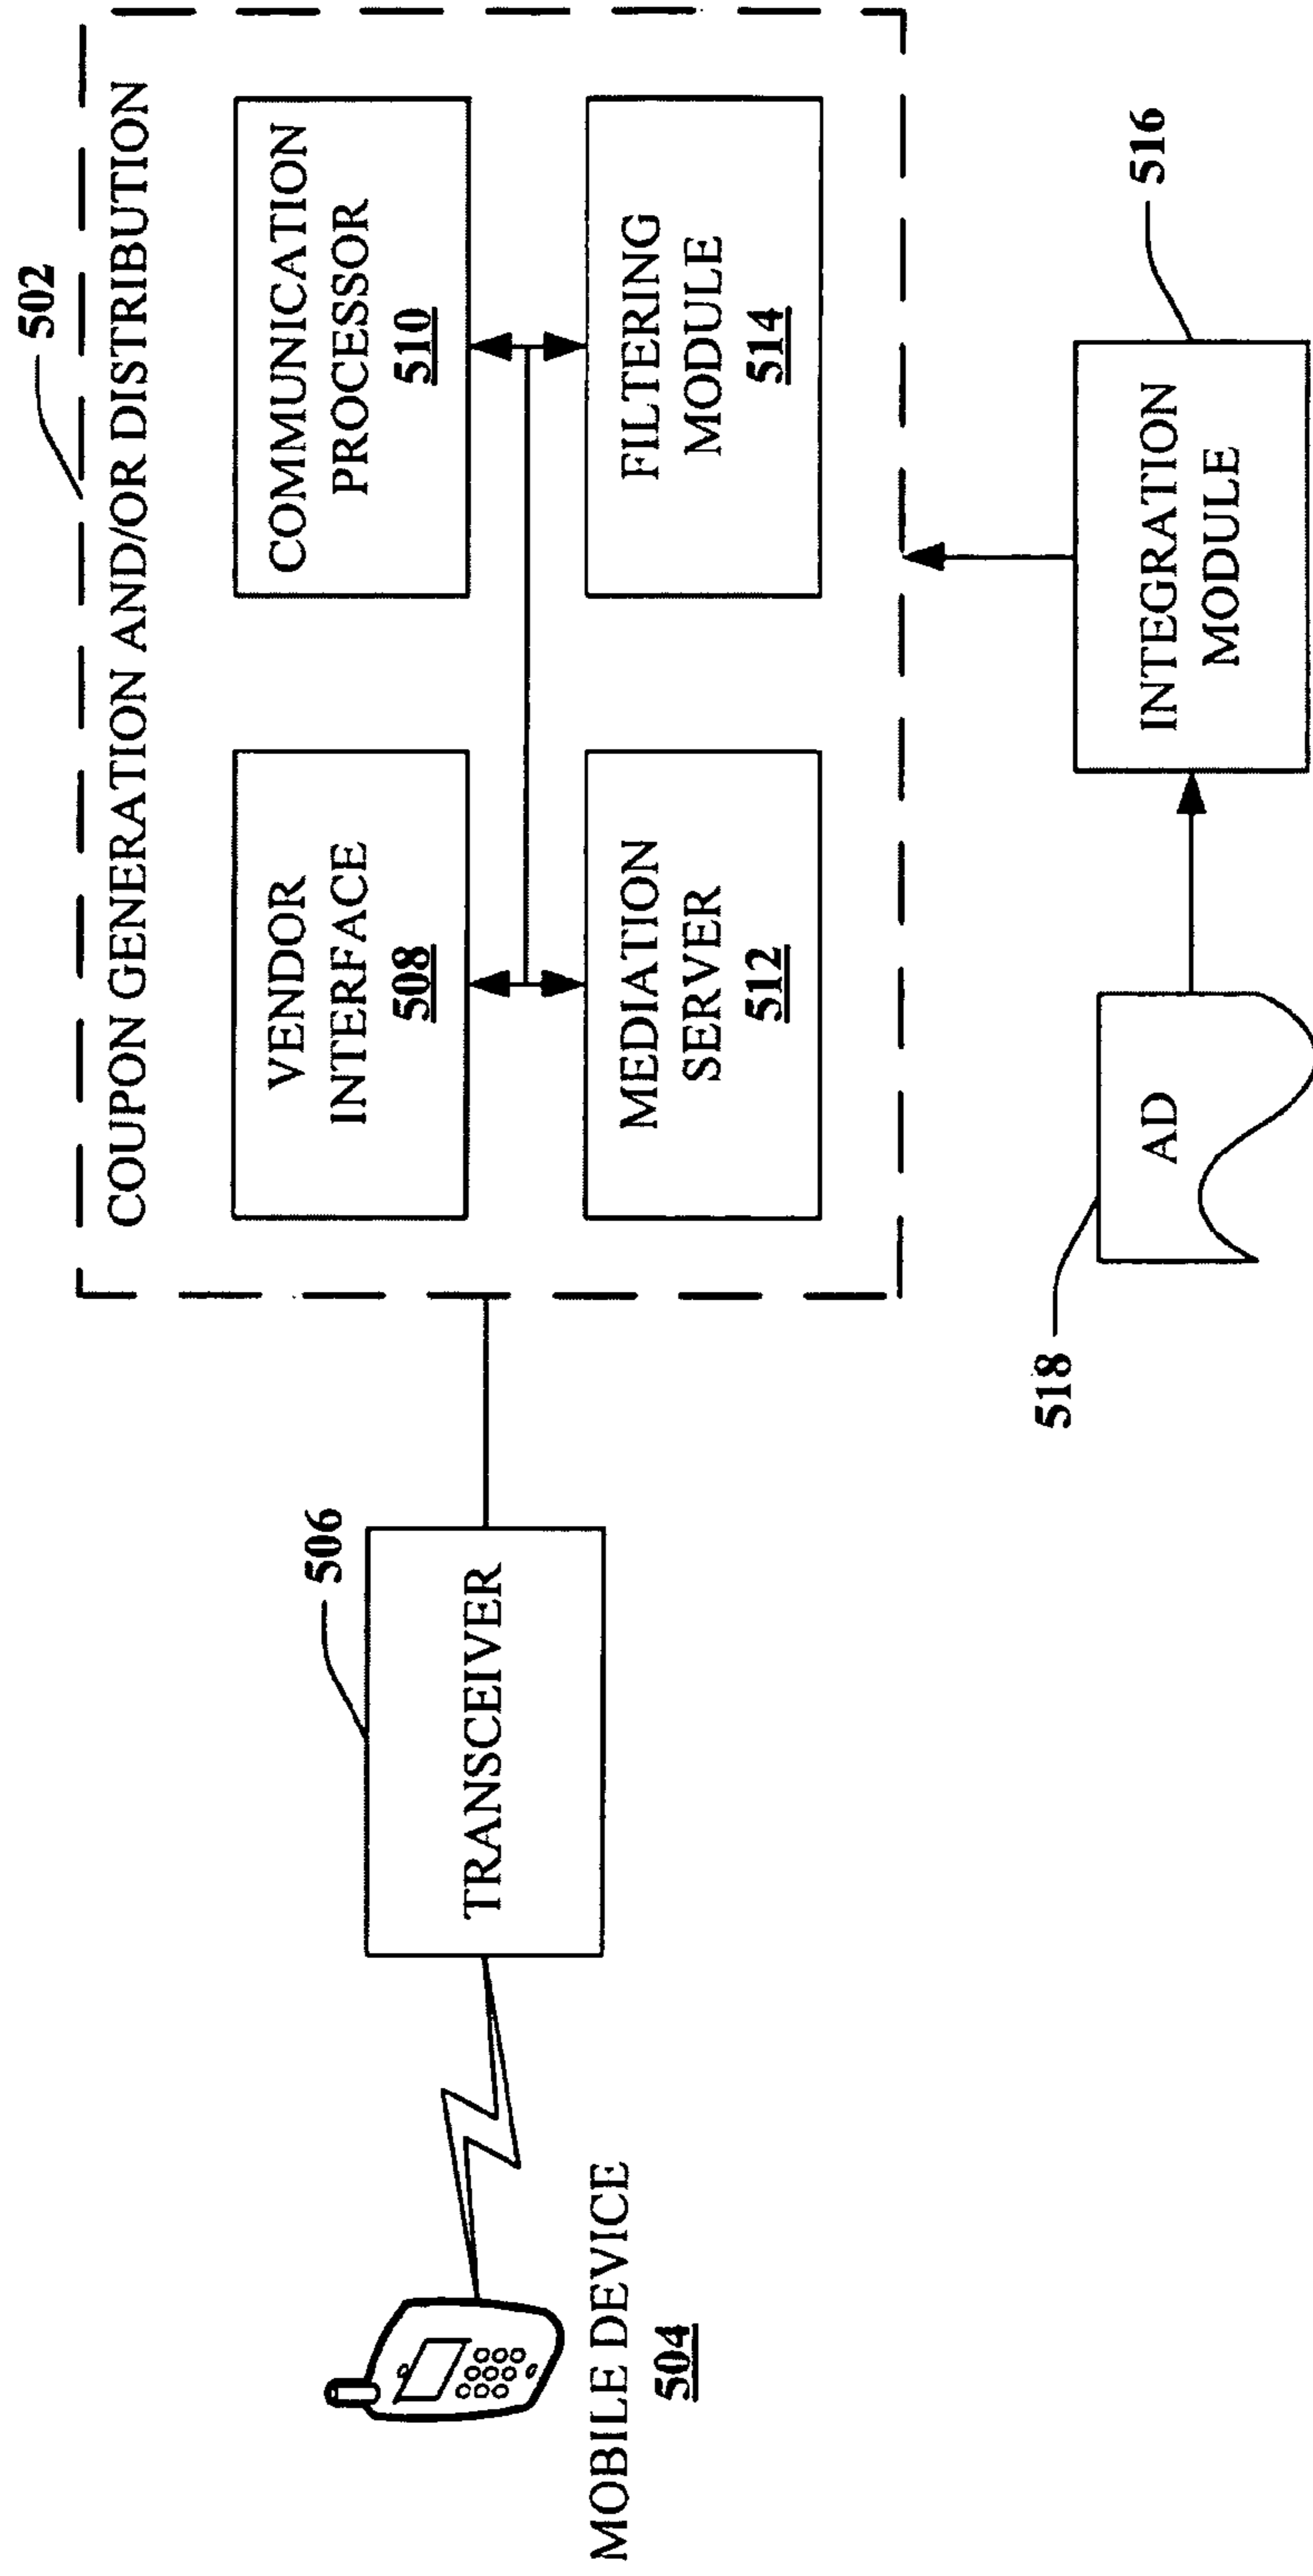 502
COUPON GENERATION AND/OR DISTRIBUTION
VENDOR
INTERFACE
508
COMMUNICATION
PROCESSOR
510
MEDIATION
SERVER
512
FILTERING
MODULE
514
506
TRANSCEIVER
MOBILE DEVICE
504
518
AD
INTEGRATION
MODULE
516